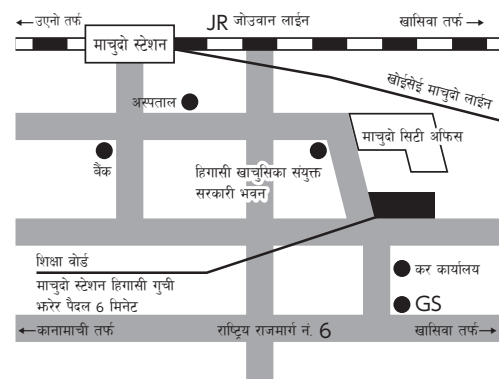 ← उएनो तर्फ
JR जोउवान लाईन
खासिवा तर्फ →
माचुदो स्टेशन
खोईसेई माचुदो लाईन
अस्पताल
माचुदो सिटी अफिस
बैंक
हिगासी खाचुसिका संयुक्त
सरकारी भवन
शिक्षा वोर्ड
माचुदो स्टेशन हिगासी गुची
झरेर पैदल 6 मिनेट
कर कार्यालय
GS
←कानामाची तर्फ
राष्ट्रिय राजमार्ग नं. 6
खासिवा तर्फ→